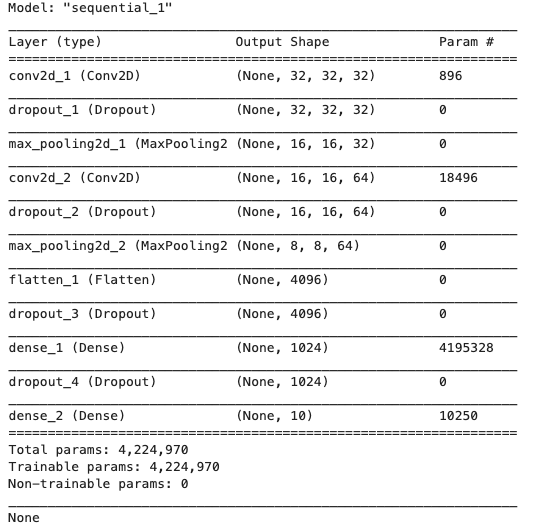 Model: "sequential_1"
Layer (type) Output Shape Param #
conv2d_1 (Conv2D) (None, 32, 32, 32) 896
dropout_1 (Dropout) (None, 32, 32, 32) 0
max_pooling2d_1 (MaxPooling2 (None, 16, 16, 32) 0
conv2d_2 (Conv2D) (None, 16, 16, 64) 18496
dropout_2 (Dropout) (None, 16, 16, 64) 0
max_pooling2d_2 (MaxPooling2 (None, 8, 8, 64) 0
flatten_1 (Flatten) (None, 4096) 0
dropout_3 (Dropout) (None, 4096) 0
dense_1 (Dense) (None, 1024) 4195328
dropout_4 (Dropout) (None, 1024) 0
dense_2 (Dense) (None, 10) 10250
Total params: 4,224,970
Trainable params: 4,224,970
Non-trainable params: 0
None